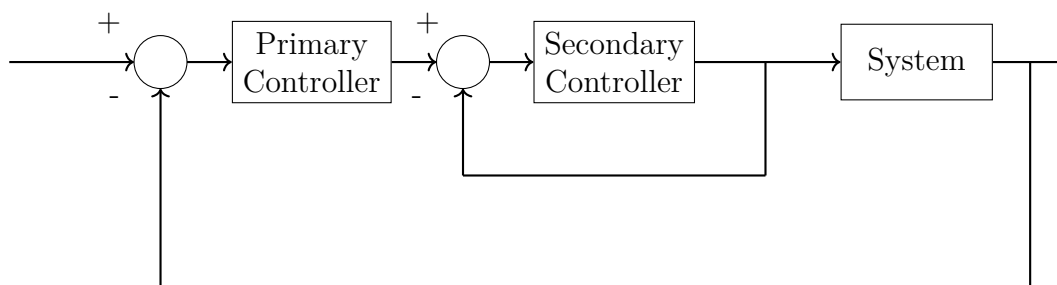 +
Primary
Controller
-
+
Secondary
Controller
-
System